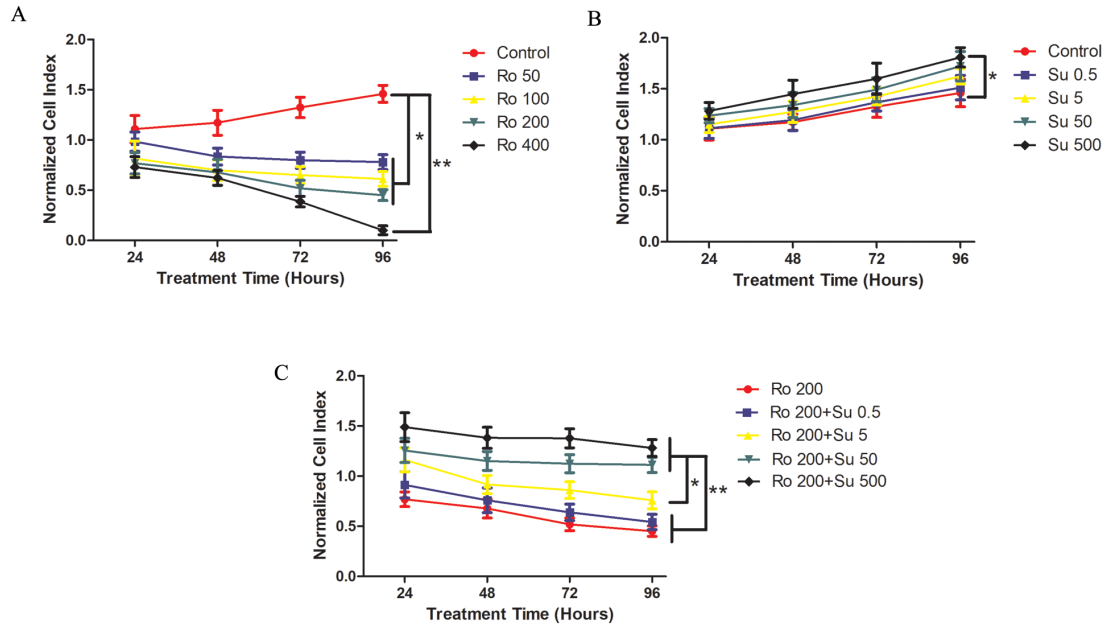 A
Normalized Cell Index
2.0
1.5
1.0
0.5
0.0
24
48
72
96
Treatment Time (Hours)
Control
Ro 50
Ro 100
Ro 200
Ro 400
*
**
B
Normalized Cell Index
2.0
1.5
1.0
0.5
0.0
24
48
72
96
Treatment Time (Hours)
Control
Su 0.5
Su 5
Su 50
Su 500
*
C
Normalized Cell Index
2.0
1.5
1.0
0.5
0.0
24
48
72
96
Treatment Time (Hours)
Ro 200
Ro 200+Su 0.5
Ro 200+Su 5
Ro 200+Su 50
Ro 200+Su 500
*
**